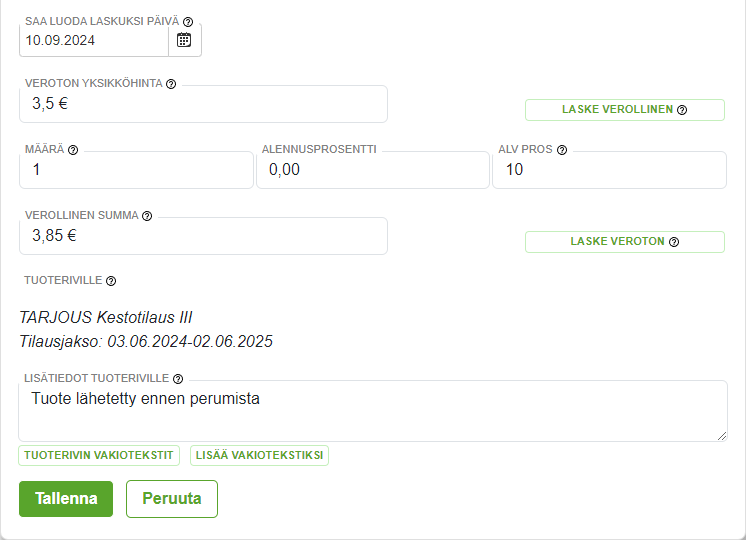 SAA LUODA LASKUKSI PÄIVÄ
10.09.2024
VEROTON YKSIKKÖHINTA
3,5 €
LASKE VEROLLINEN
MÄÄRÄ
ALENNUSPROSENTTI
ALV PROS
1
0,00
10
VEROLLINEN SUMMA
3,85 €
LASKE VEROTON
TUOTERIVILLE
TARJOUS Kestotilaus III
Tilausjakso: 03.06.2024-02.06.2025
LISÄTIEDOT TUOTERIVILLE
Tuote lähetetty ennen perumista
TUOTERIVIN VAKIOTEKSTIT
LISÄÄ VAKIOTEKSTIKSI
Tallenna
Peruuta